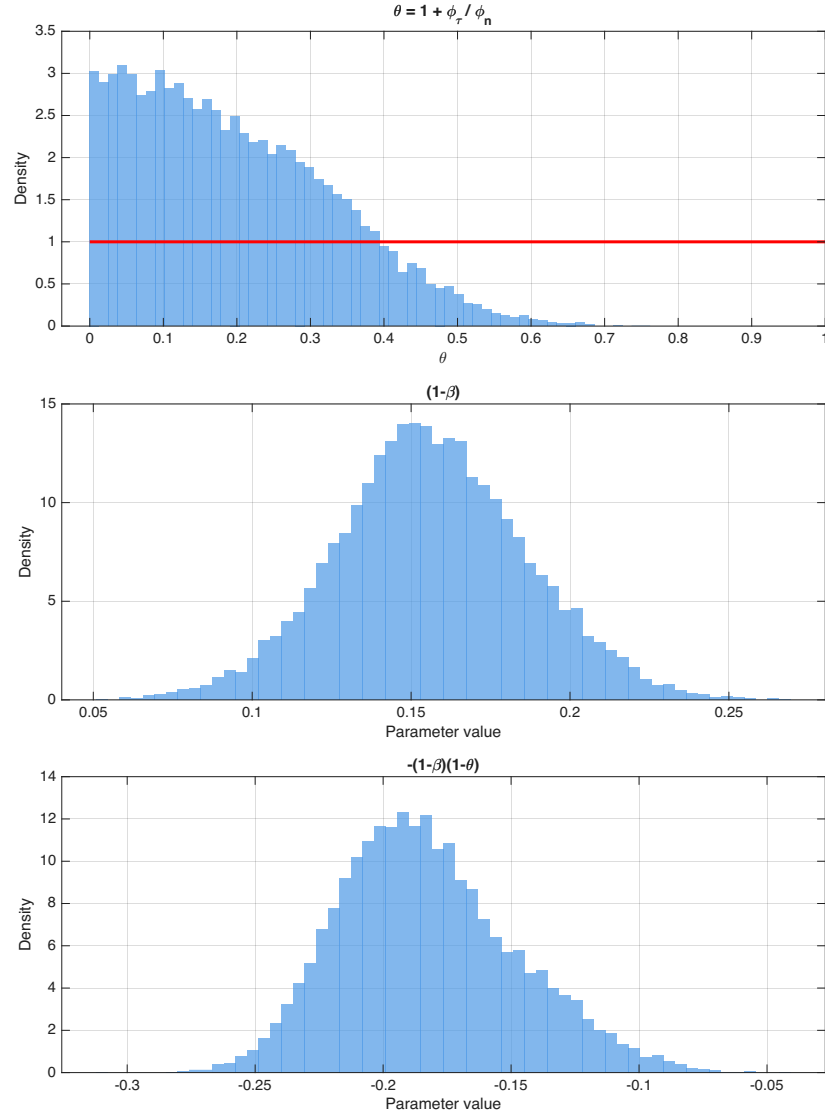 θ = 1 + ϕ_τ / ϕ_n
3.5
3
2.5
2
1.5
1
0.5
0
Density
0 0.1 0.2 0.3 0.4 0.5 0.6 0.7 0.8 0.9 1
θ
(1-β)
15
10
5
0
Density
0.05 0.1 0.15 0.2 0.25
Parameter value
-(1-β)(1-θ)
14
12
10
8
6
4
2
0
Density
-0.3 -0.25 -0.2 -0.15 -0.1 -0.05
Parameter value